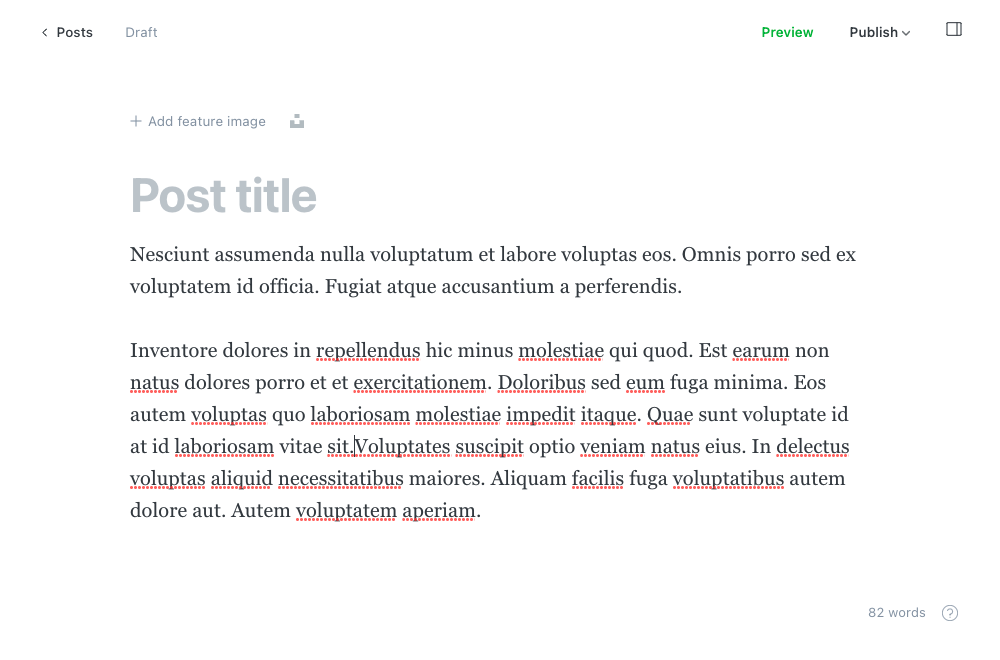 Posts
Draft
Preview
Publish
Add feature image
Post title
Nesciunt assumenda nulla voluptatum et labore voluptas eos. Omnis porro sed ex
voluptatem id officia. Fugiat atque accusantium a perferendis.
Inventore dolores in repellendus hic minus molestiae qui quod. Est earum non
natus dolores porro et et exercitationem. Doloribus sed eum fuga minima. Eos
autem voluptas quo laboriosam molestiae impedit itaque. Quae sunt voluptate id
at id laboriosam vitae sit.Voluptates suscipit optio veniam natus eius. In delectus
voluptas aliquid necessitatibus maiores. Aliquam facilis fuga voluptatibus autem
dolore aut. Autem voluptatem aperiam.
82 words
?